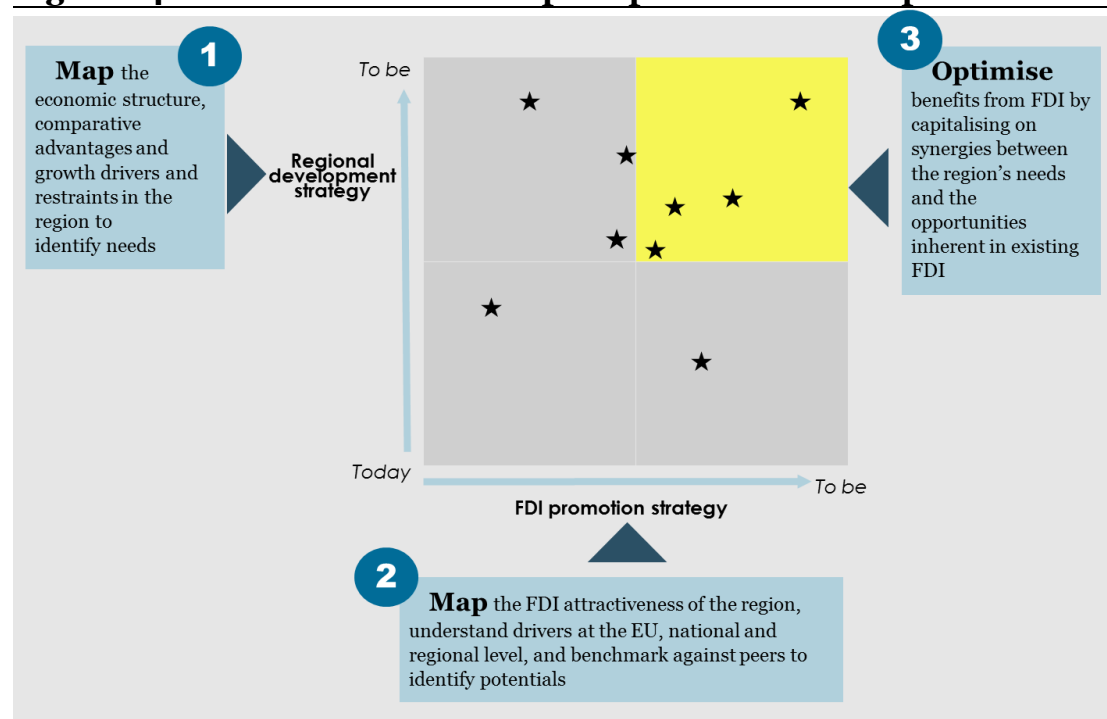 1
Map the
economic structure,
comparative
advantages and
growth drivers and
restraints in the
region to
identify needs
To be
Regional
development
strategy
Today
To be
FDI promotion strategy
2
Map the FDI attractiveness of the region,
understand drivers at the EU, national and
regional level, and benchmark against peers to
identify potentials
3
Optimise
benefits from FDI by
capitalising on
synergies between
the region's needs
and the
opportunities
inherent in existing
FDI